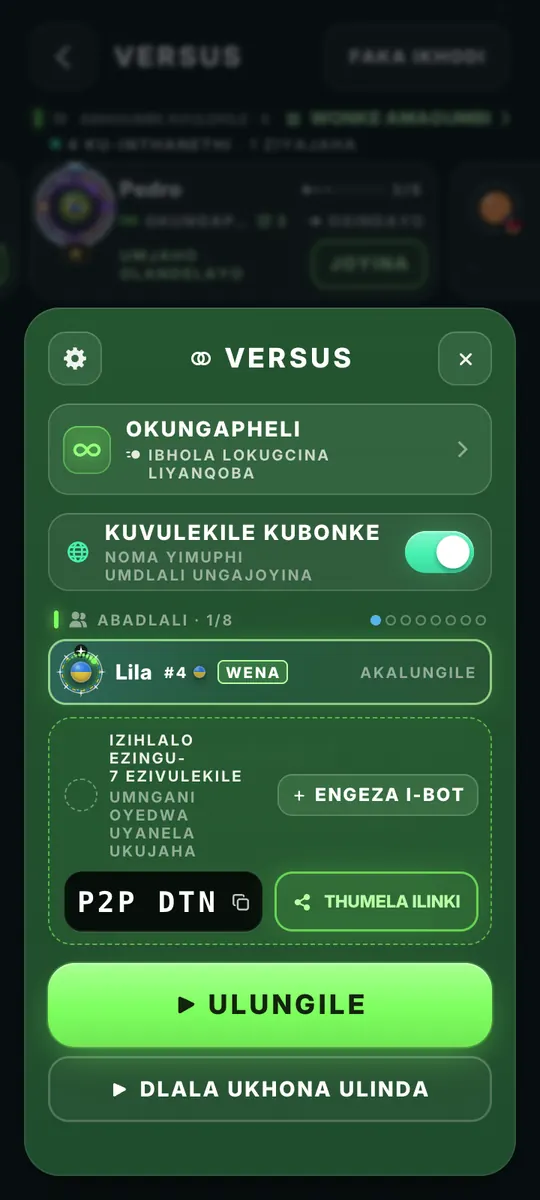 VERSUS
FAKA IKHODI
WONKE AMAGUMBI
Pedro
UMJAHO
OLANDELAYO
JOYINA
VERSUS
OKUNGAPHELI
IBHOLA LOKUGCINA
LIYANQOBA
KUVULEKILE KUBONKE
NOMA YIMUPHI
UMDLALI UNGAJOYINA
ABADLALI · 1/8
Lila #4 WENA AKALUNGILE
IZIHLALO
EZINGU-
7 EZIVULEKILE
UMNGANI
OYEDWA
UYANELA
UKUJAHA
+ ENGEZA I-BOT
P2P DTN
THUMELA ILINKI
ULUNGILE
DLALA UKHONA ULINDA